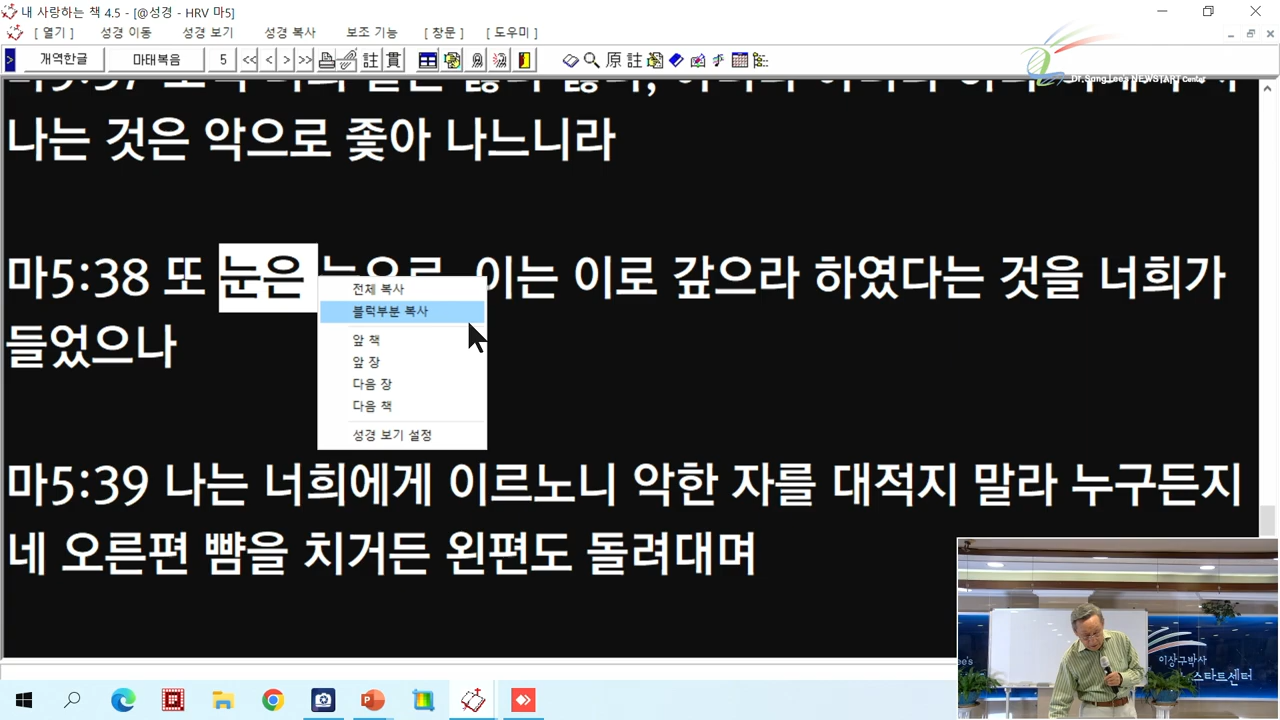 내 사랑하는 책 4.5 - [@성경 - HRV 마5]
[ 열기 ] 성경 이동 성경 보기 성경 복사 보조 기능 [ 창문 ] [ 도우미 ]
개역한글 마태복음 5 << < > >> 註 貫 原 註
Dr.Sang Lee's NEWSTART Center
나는 것은 악으로 좇아 나느니라
마5:38 또 눈은 눈으로, 이는 이로 갚으라 하였다는 것을 너희가
들었으나
전체 복사
블럭부분 복사
앞 책
앞 장
다음 장
다음 책
성경 보기 설정
마5:39 나는 너희에게 이르노니 악한 자를 대적지 말라 누구든지
네 오른편 뺨을 치거든 왼편도 돌려대며
이상구박사
스타트센터